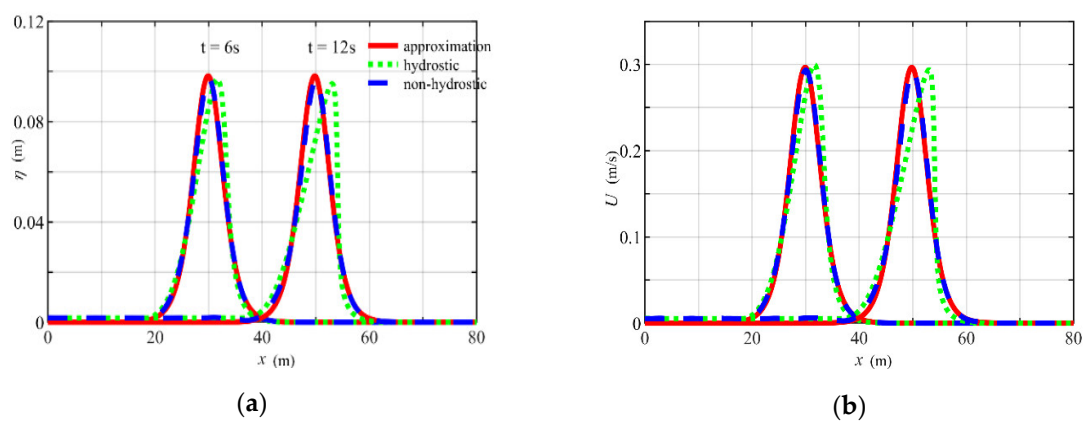 0.12
t = 6s
t = 12s
approximation
hydrostic
non-hydrostic
0.08
0.04
0
η (m)
0
20
40
60
80
x (m)
(a)
0.3
0.2
0.1
0
U (m/s)
0
20
40
60
80
x (m)
(b)